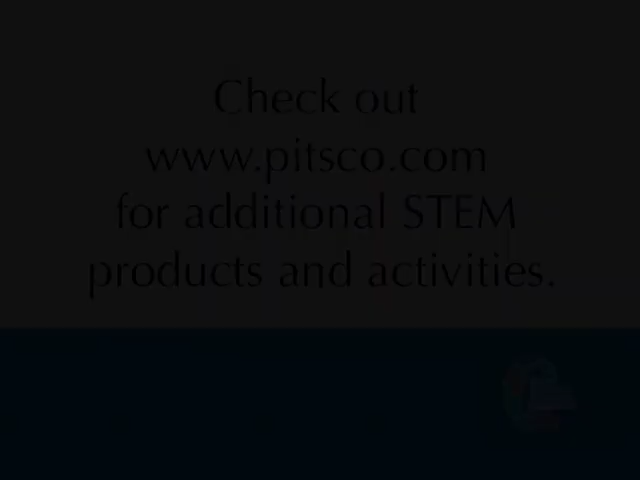 Check out
www.pitsco.com
for additional STEM
products and activities.